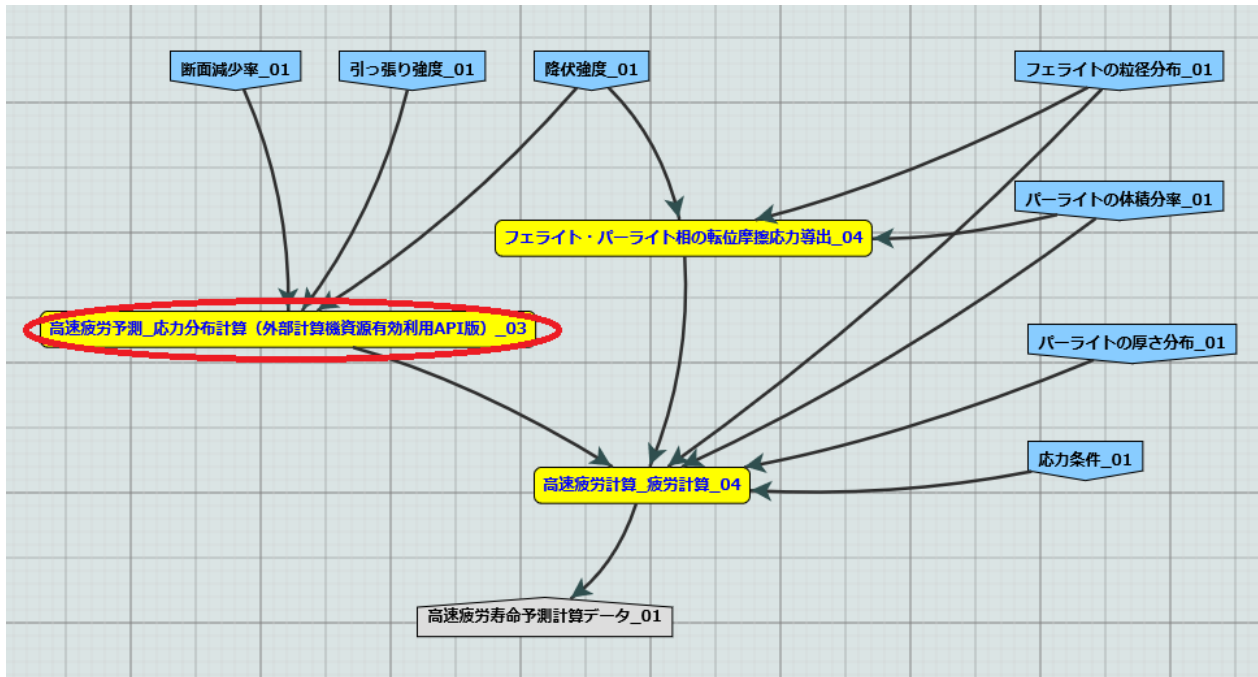 断面減少率_01
引っ張り強度_01
降伏強度_01
フェライトの粒径分布_01
パーライトの体積分率_01
フェライト・パーライト相の転位摩擦応力導出_04
高速疲労予測_応力分布計算（外部計算機資源有効利用API版）_03
パーライトの厚さ分布_01
応力条件_01
高速疲労計算_疲労計算_04
高速疲労寿命予測計算データ_01